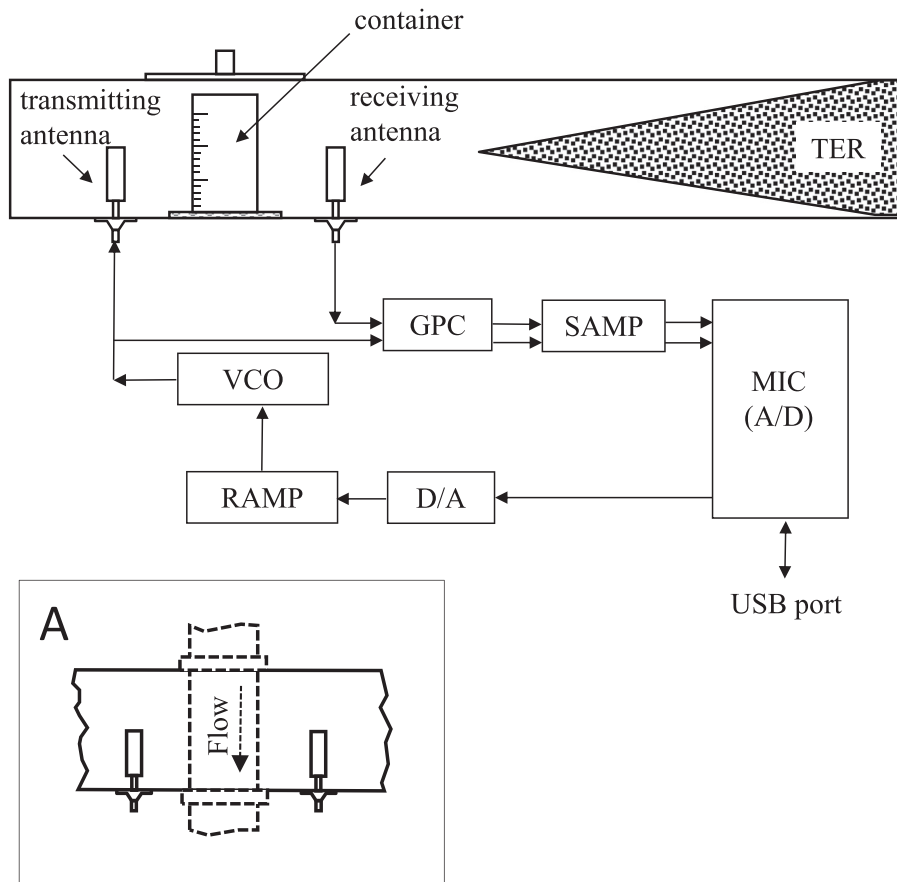 container
transmitting
antenna
receiving
antenna
TER
GPC
SAMP
MIC
(A/D)
VCO
RAMP
D/A
USB port
A
Flow